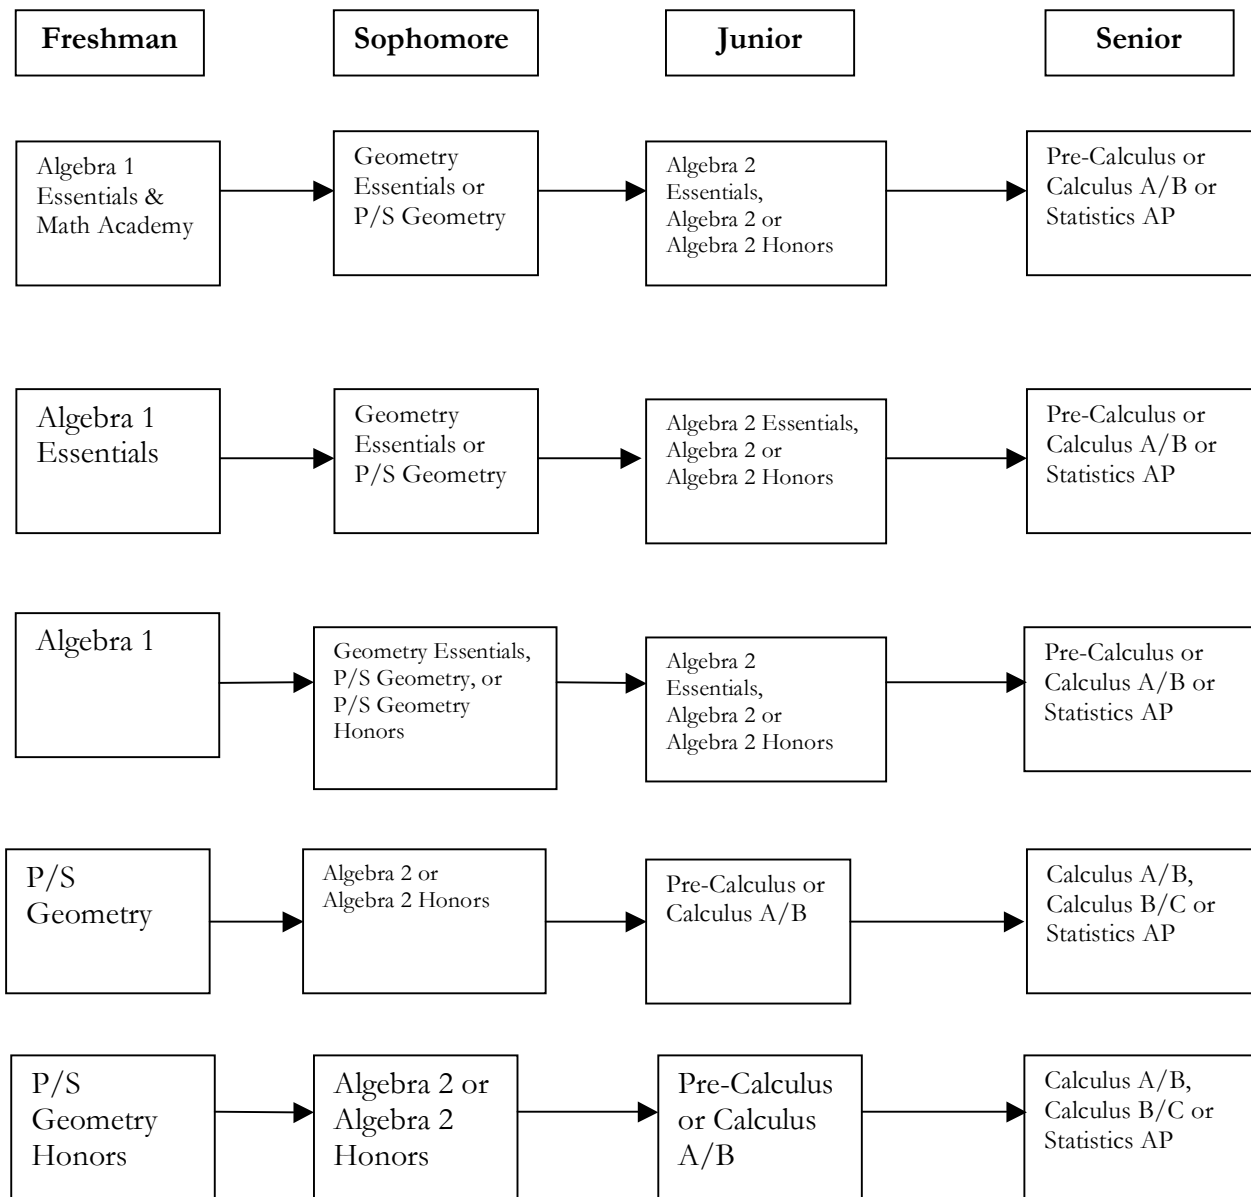 Freshman
Sophomore
Junior
Senior
Algebra 1
Essentials &
Math Academy
Geometry
Essentials or
P/S Geometry
Algebra 2
Essentials,
Algebra 2 or
Algebra 2 Honors
Pre-Calculus or
Calculus A/B or
Statistics AP
Algebra 1
Essentials
Geometry
Essentials or
P/S Geometry
Algebra 2 Essentials,
Algebra 2 or
Algebra 2 Honors
Pre-Calculus or
Calculus A/B or
Statistics AP
Algebra 1
Geometry Essentials,
P/S Geometry, or
P/S Geometry
Honors
Algebra 2
Essentials,
Algebra 2 or
Algebra 2 Honors
Pre-Calculus or
Calculus A/B or
Statistics AP
P/S
Geometry
Algebra 2 or
Algebra 2 Honors
Pre-Calculus or
Calculus A/B
Calculus A/B,
Calculus B/C or
Statistics AP
P/S
Geometry
Honors
Algebra 2 or
Algebra 2
Honors
Pre-Calculus
or Calculus
A/B
Calculus A/B,
Calculus B/C or
Statistics AP